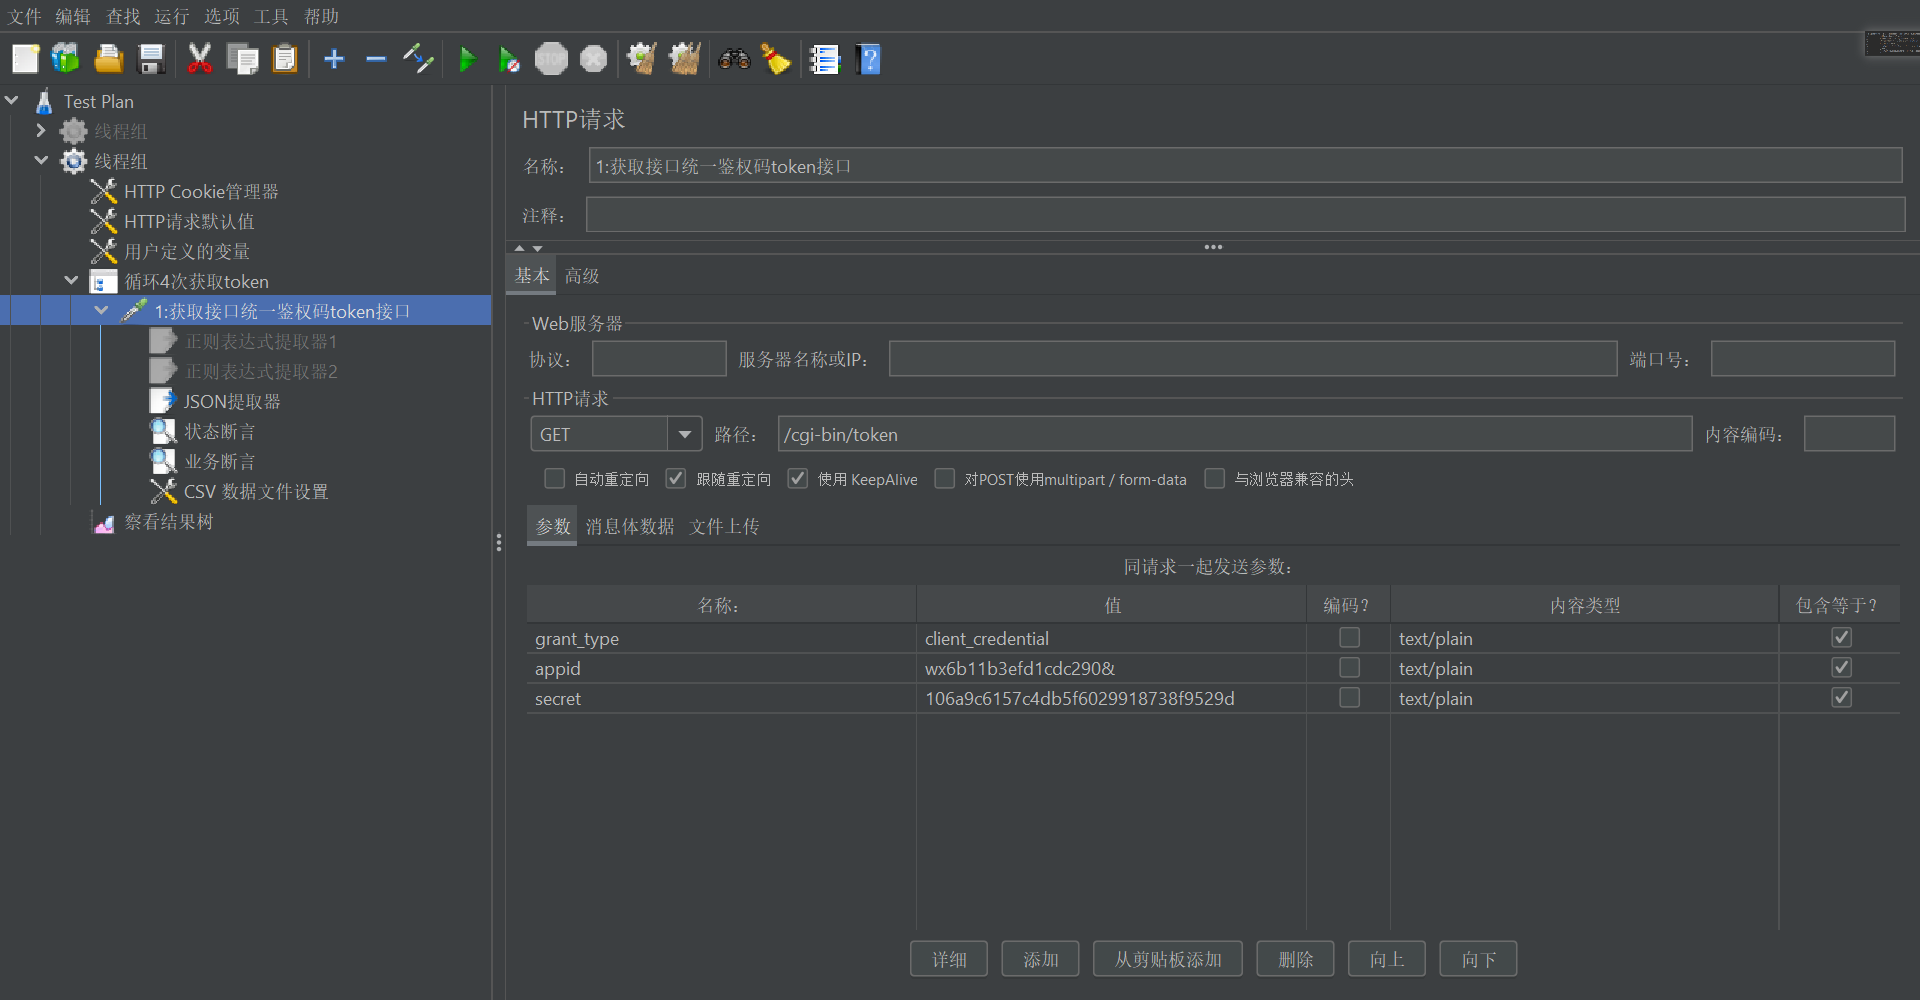 文件 编辑 查找 运行 选项 工具 帮助
STOP
Test Plan
线程组
线程组
HTTP Cookie管理器
HTTP请求默认值
用户定义的变量
循环4次获取token
1:获取接口统一鉴权码token接口
正则表达式提取器1
正则表达式提取器2
JSON提取器
状态断言
业务断言
CSV 数据文件设置
察看结果树
HTTP请求
名称： 1:获取接口统一鉴权码token接口
注释：
基本 高级
Web服务器
协议： 服务器名称或IP： 端口号：
HTTP请求
GET 路径： /cgi-bin/token 内容编码：
自动重定向 跟随重定向 使用 KeepAlive 对POST使用multipart / form-data 与浏览器兼容的头
参数 消息体数据 文件上传
同请求一起发送参数：
名称： 值 编码？ 内容类型 包含等于？
grant_type client_credential text/plain
appid wx6b11b3efd1cdc290& text/plain
secret 106a9c6157c4db5f6029918738f9529d text/plain
详细 添加 从剪贴板添加 删除 向上 向下